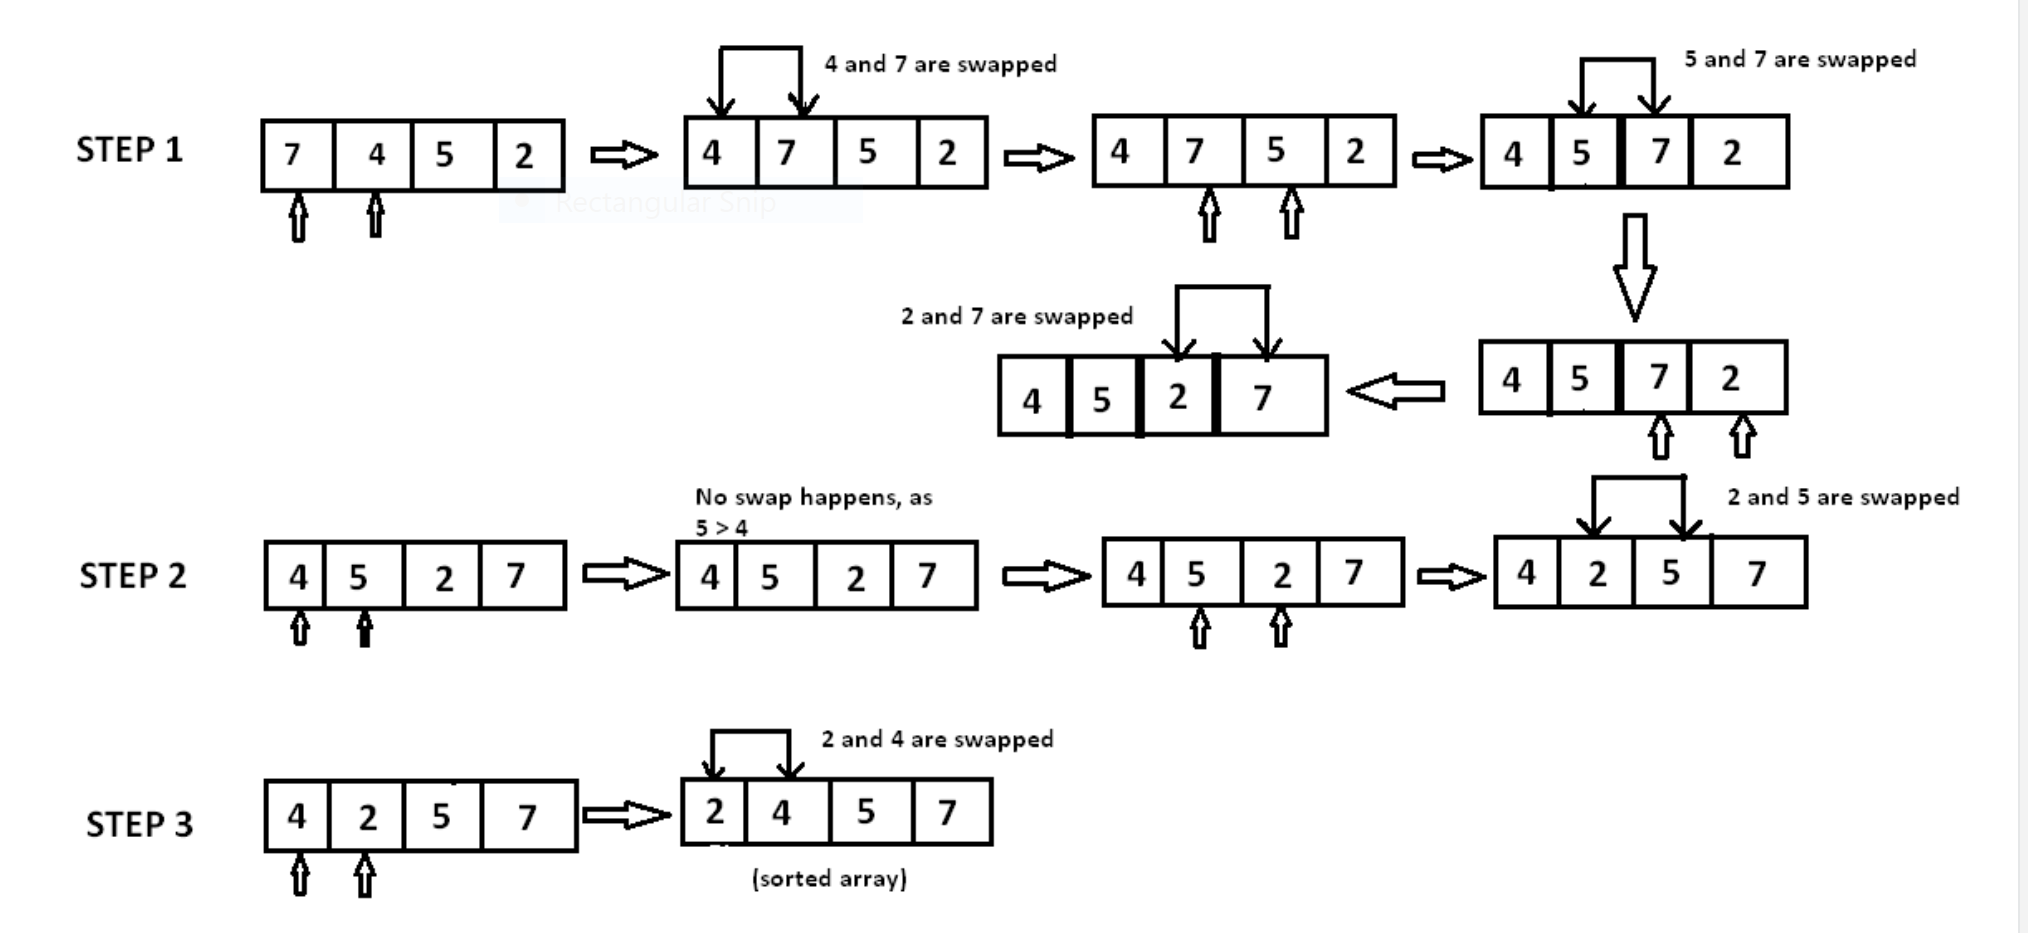 4 and 7 are swapped
5 and 7 are swapped
STEP 1
7 4 5 2
4 7 5 2
4 7 5 2
4 5 7 2
Rectangular Snip
2 and 7 are swapped
4 5 2 7
4 5 7 2
No swap happens, as
5 > 4
2 and 5 are swapped
STEP 2
4 5 2 7
4 5 2 7
4 5 2 7
4 2 5 7
2 and 4 are swapped
STEP 3
4 2 5 7
2 4 5 7
(sorted array)